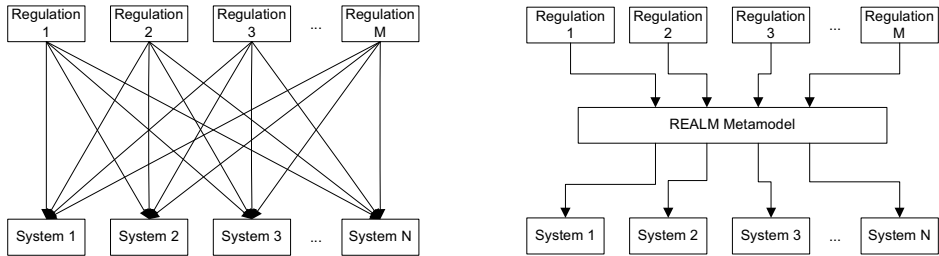 Regulation
1
Regulation
2
Regulation
3
...
Regulation
M
System 1
System 2
System 3
...
System N
Regulation
1
Regulation
2
Regulation
3
...
Regulation
M
REALM Metamodel
System 1
System 2
System 3
...
System N